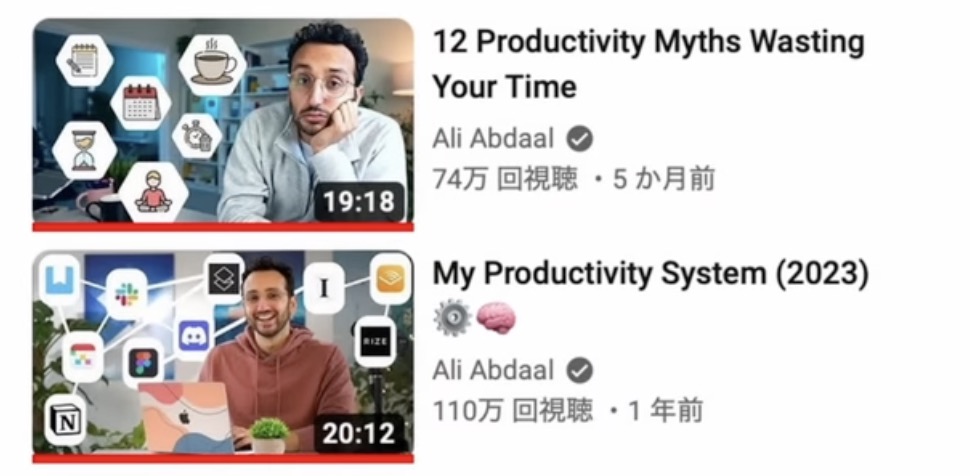 19:18
12 Productivity Myths Wasting
Your Time
Ali Abdaal
74万 回視聴 ・5 か月前
I
RIZE
N
20:12
My Productivity System (2023)
Ali Abdaal
110万 回視聴 ・1 年前